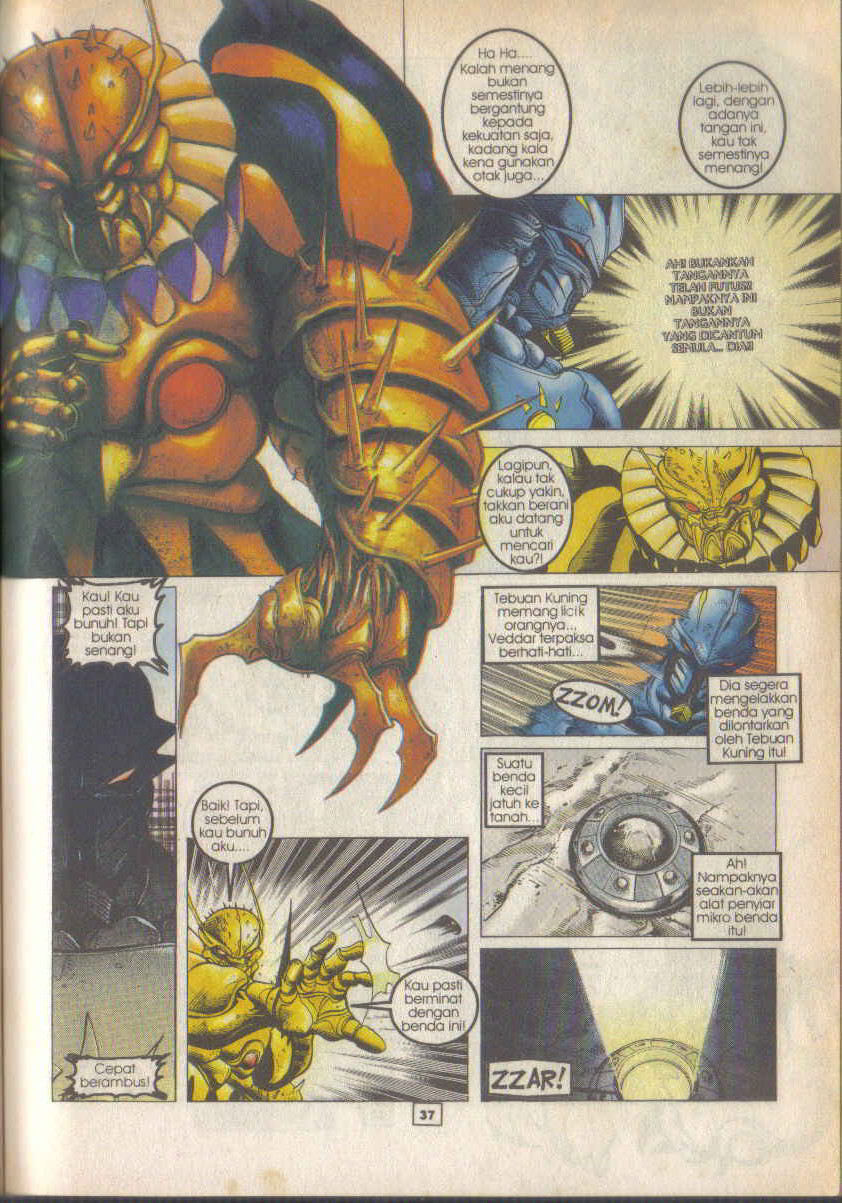 Ha Ha....
Kalah menang
bukan
semestinya
bergantung
kepada
kekuatan saja,
kadang kala
kena gunakan
otak juga...
Lebih-lebih
lagi, dengan
adanya
tangan ini,
kau tak
semestinya
menang!
AH! BUKANKAH
TANGANNYA
TELAH PUTUS!!
NAMPAKNYA INI
BUKAN
TANGANNYA
YANG DICANTUM
SEMULA... DIA!!
Lagipun,
kalau tak
cukup yakin,
takkan berani
aku datang
untuk
mencari
kau?!
Kau! Kau
pasti aku
bunuh! Tapi
bukan
senang!
Cepat
berambus!
Baik! Tapi,
sebelum
kau bunuh
aku....
Kau pasti
berminat
dengan
benda ini!
Tebuan Kuning
memang licik
orangnya...
Veddar terpaksa
berhati-hati...
ZZOM!
Dia segera
mengelakkan
benda yang
dilontarkan
oleh Tebuan
Kuning itu!
Suatu
benda
kecil
jatuh ke
tanah...
Ah!
Nampaknya
seakan-akan
alat penyiar
mikro benda
itu!
ZZAR!
37